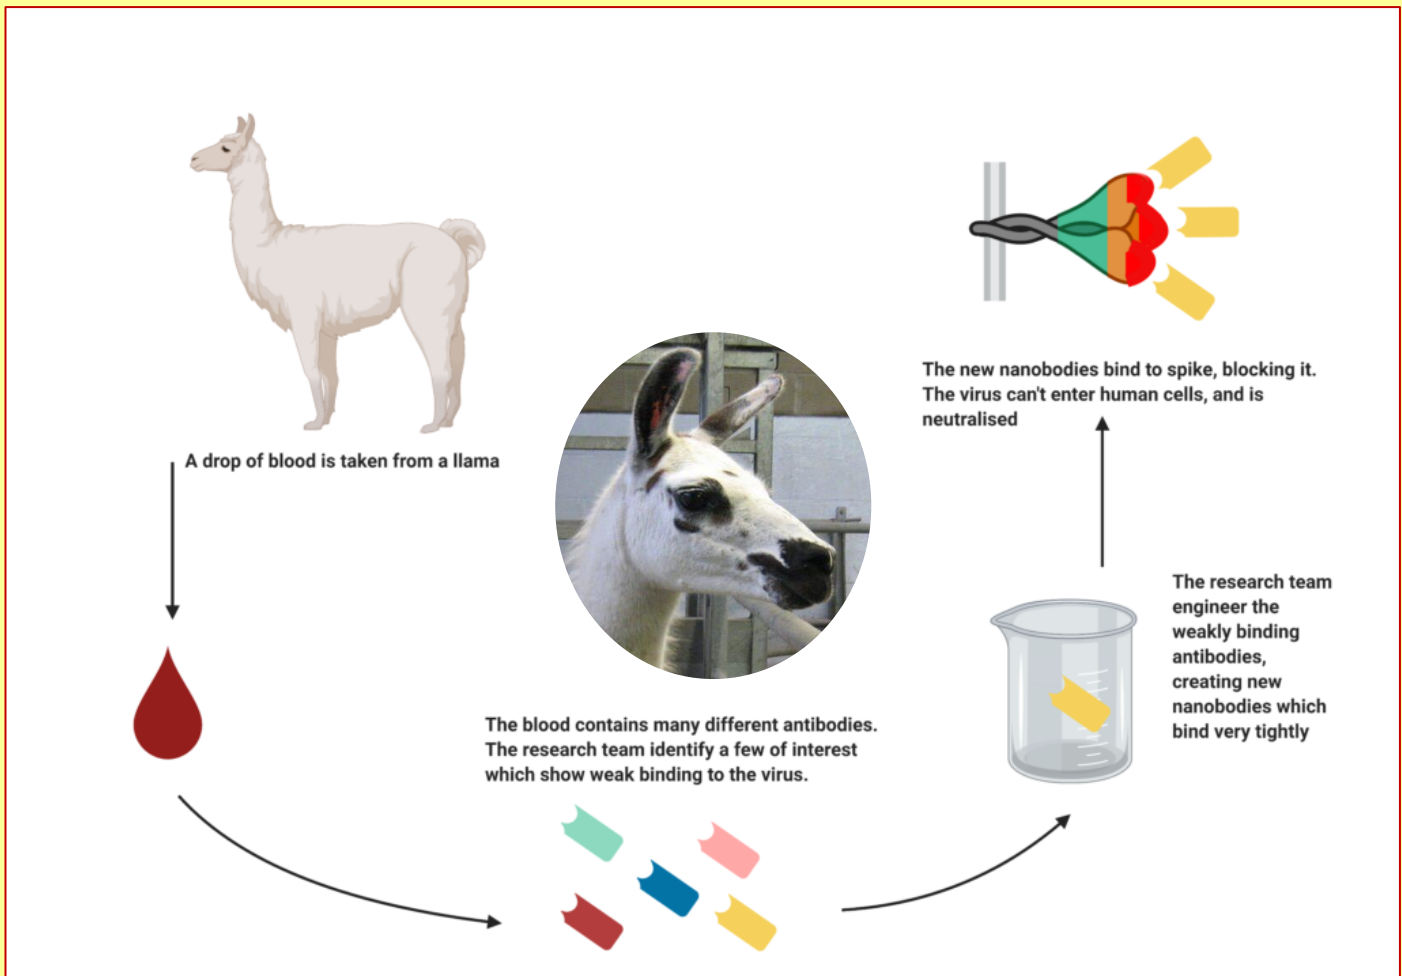 A drop of blood is taken from a llama
The blood contains many different antibodies.
The research team identify a few of interest
which show weak binding to the virus.
The research team
engineer the
weakly binding
antibodies,
creating new
nanobodies which
bind very tightly
The new nanobodies bind to spike, blocking it.
The virus can't enter human cells, and is
neutralised